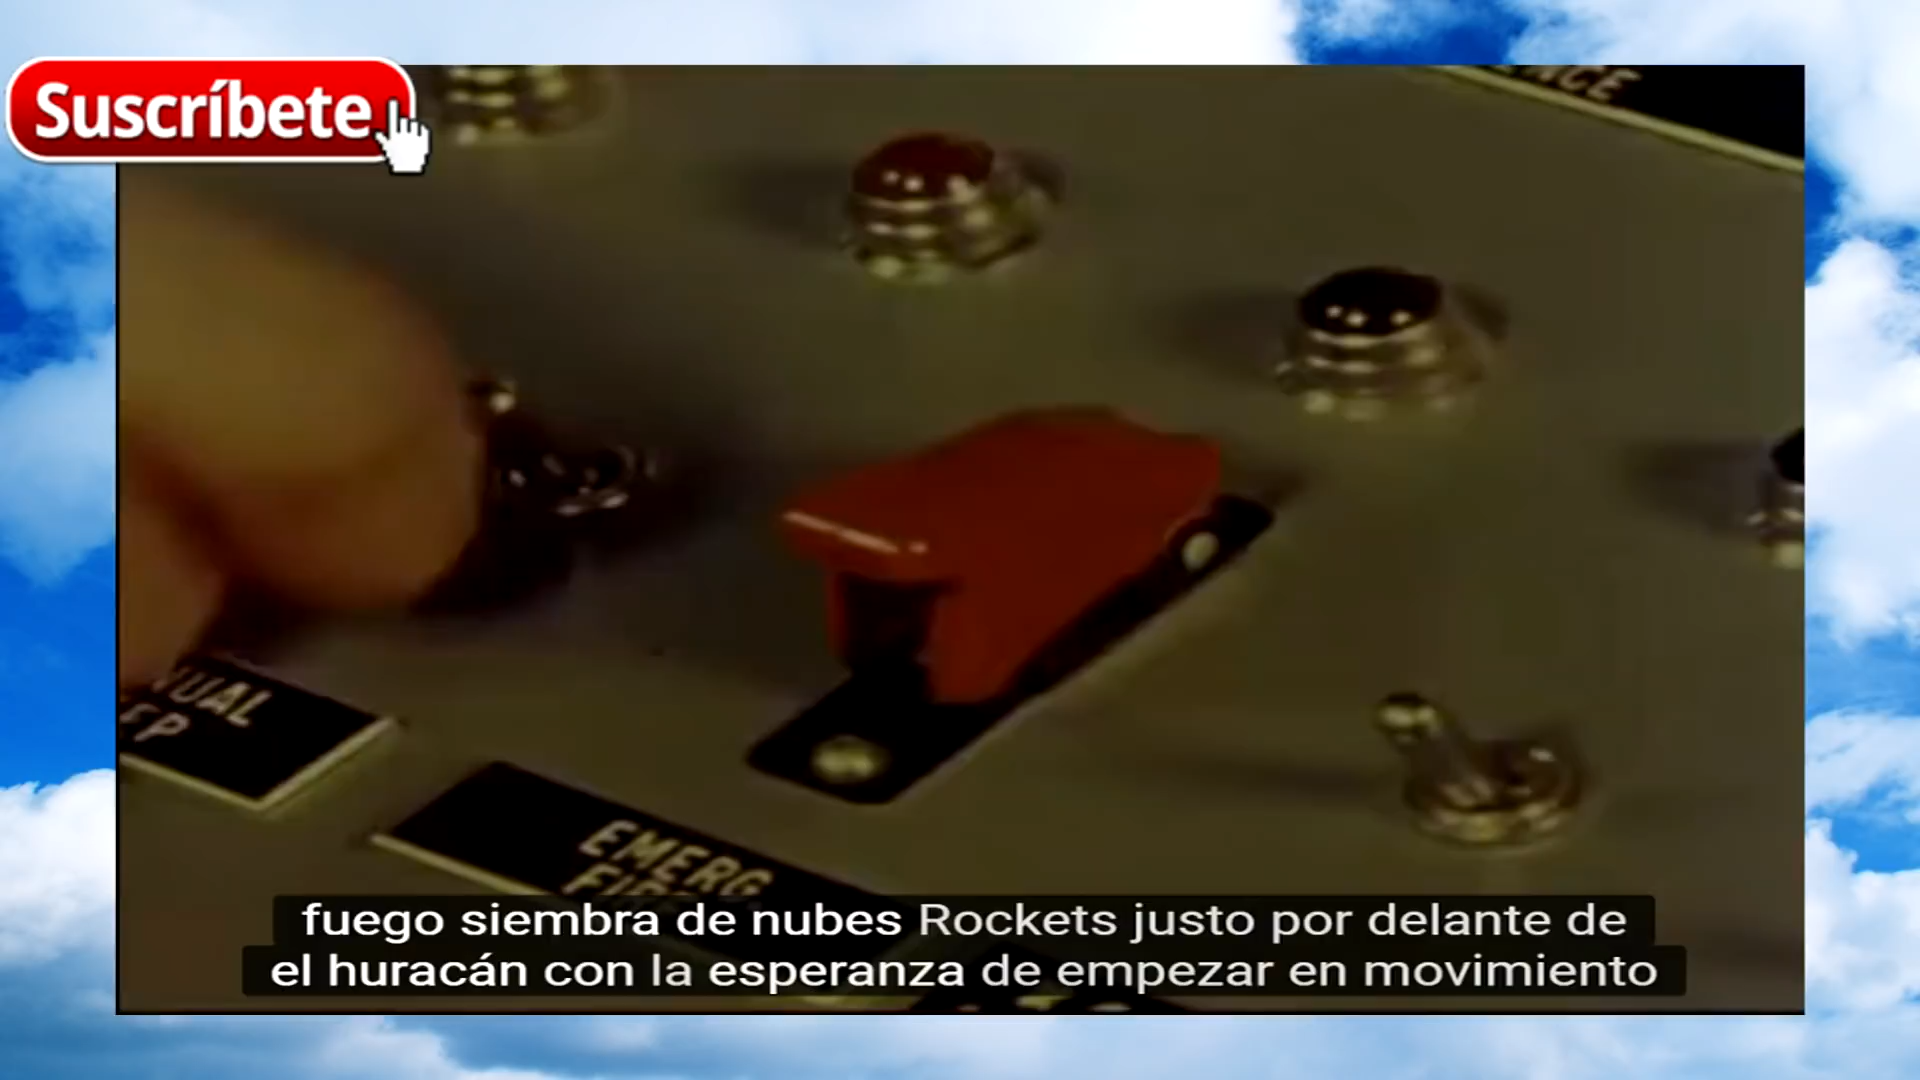 Suscríbete
EMERG
fuego siembra de nubes Rockets justo por delante de
el huracán con la esperanza de empezar en movimiento